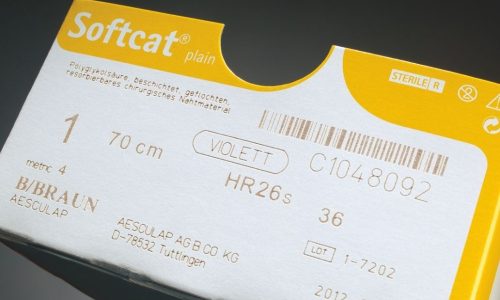 Softcat®
plain
Polyglykolsäure, beschichtet, geflochten,
resorbierbares chirurgisches Nahtmaterial
STERILE R
1
70 cm
VIOLETT
C1048092
metric 4
HR26s
36
B/BRAUN
AESCULAP
AESCULAP AG B CO KG
D-78532 Tuttlingen
LOT 1-7202